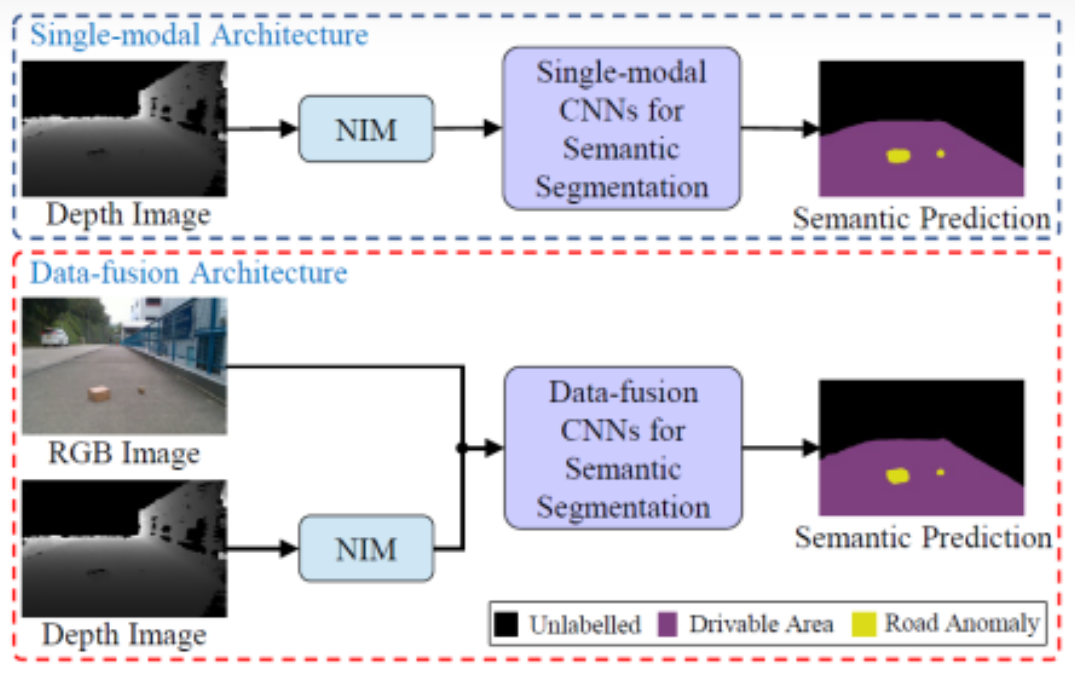 Single-modal Architecture
Depth Image
NIM
Single-modal
CNNs for
Semantic
Segmentation
Semantic Prediction
Data-fusion Architecture
RGB Image
Depth Image
NIM
Data-fusion
CNNs for
Semantic
Segmentation
Semantic Prediction
Unlabelled Drivable Area Road Anomaly